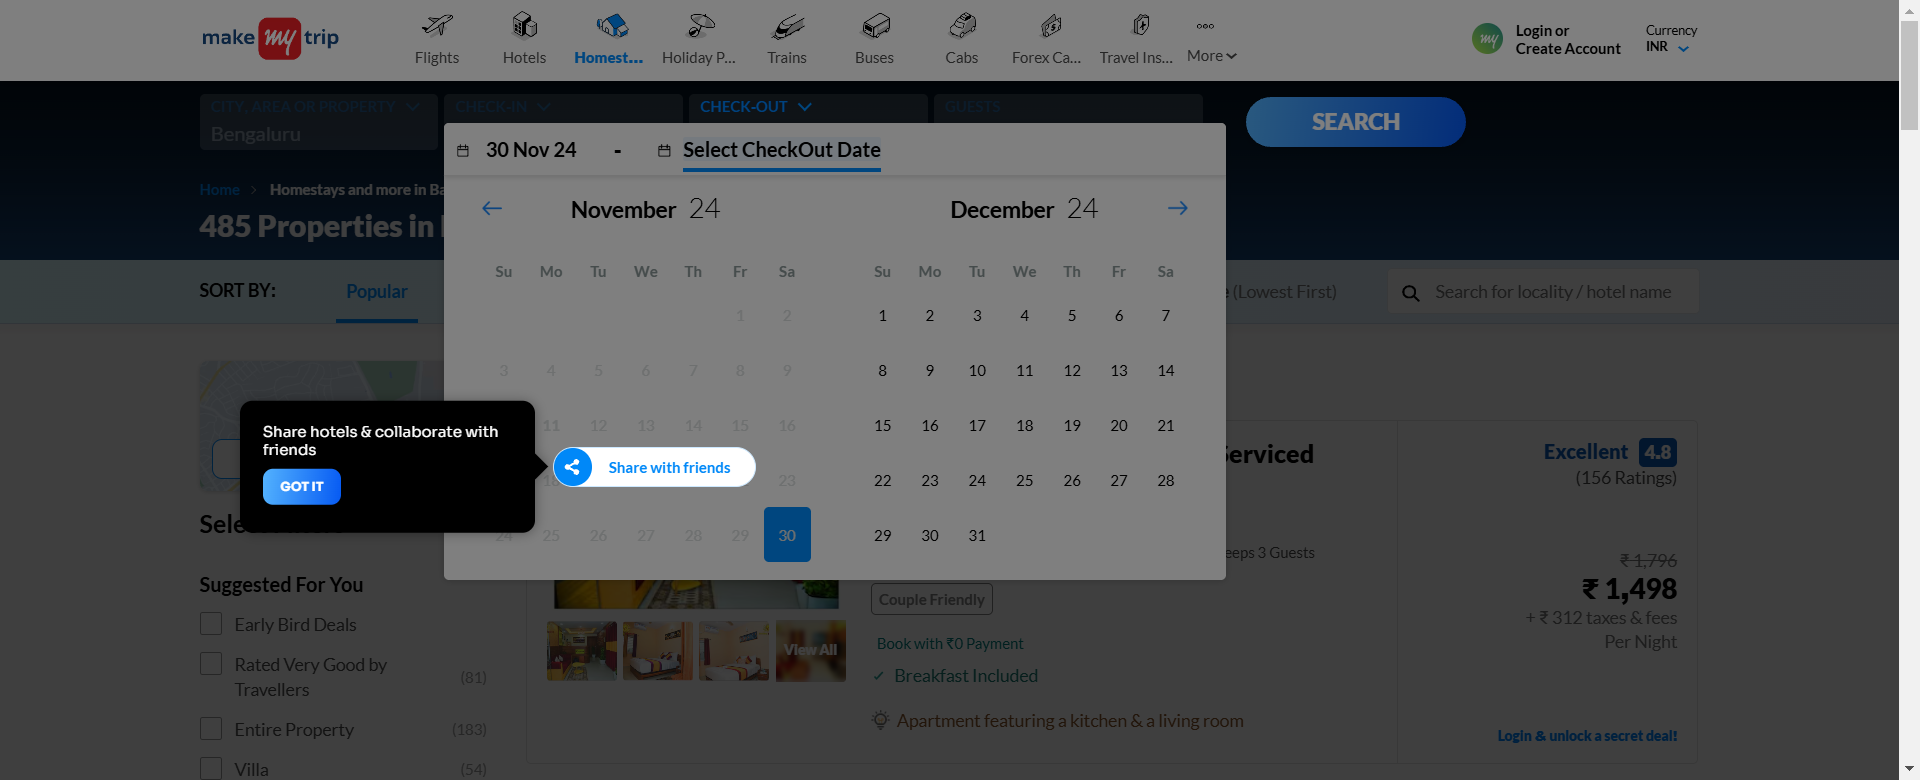 make my trip
Flights
Hotels
Homest...
Holiday P...
Trains
Buses
Cabs
Forex Ca...
Travel Ins...
More
my
Login or
Create Account
Currency
INR
CITY, AREA OR PROPERTY
Bengaluru
CHECK-IN
CHECK-OUT
GUESTS
SEARCH
30 Nov 24 - Select CheckOut Date
Home > Homestays and more in Ba
485 Properties in
November 24
Su Mo Tu We Th Fr Sa
1 2
3 4 5 6 7 8 9
11 12 13 14 15 16
18 23
24 25 26 27 28 29 30
December 24
Su Mo Tu We Th Fr Sa
1 2 3 4 5 6 7
8 9 10 11 12 13 14
15 16 17 18 19 20 21
22 23 24 25 26 27 28
29 30 31
SORT BY:
Popular
(Lowest First)
Search for locality / hotel name
Share hotels & collaborate with
friends
GOT IT
Share with friends
Suggested For You
Early Bird Deals
Rated Very Good by
Travellers
(81)
Entire Property (183)
Villa (54)
Serviced
eeps 3 Guests
Couple Friendly
View All
Book with ₹0 Payment
✓ Breakfast Included
Apartment featuring a kitchen & a living room
Excellent 4.8
(156 Ratings)
₹ 1,796
₹ 1,498
+ ₹ 312 taxes & fees
Per Night
Login & unlock a secret deal!